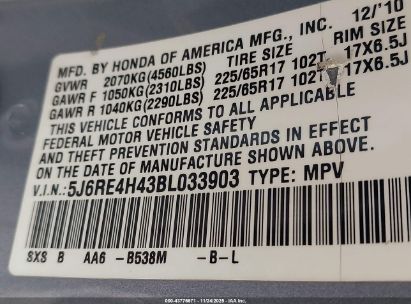 MFD. BY HONDA OF AMERICA MFG., INC. 12/'10
GVWR 2070KG(4560LBS) TIRE SIZE RIM SIZE
GAWR F 1050KG(2310LBS) 225/65R17 102T 17X6.5J
GAWR R 1040KG(2290LBS) 225/65R17 102T 17X6.5J
THIS VEHICLE CONFORMS TO ALL APPLICABLE
FEDERAL MOTOR VEHICLE SAFETY
AND THEFT PREVENTION STANDARDS IN EFFECT
ON THE DATE OF MANUFACTURE SHOWN ABOVE.
V.I.N.: 5J6RE4H43BL033903 TYPE: MPV
SXS B AA6 -B538M -B-L